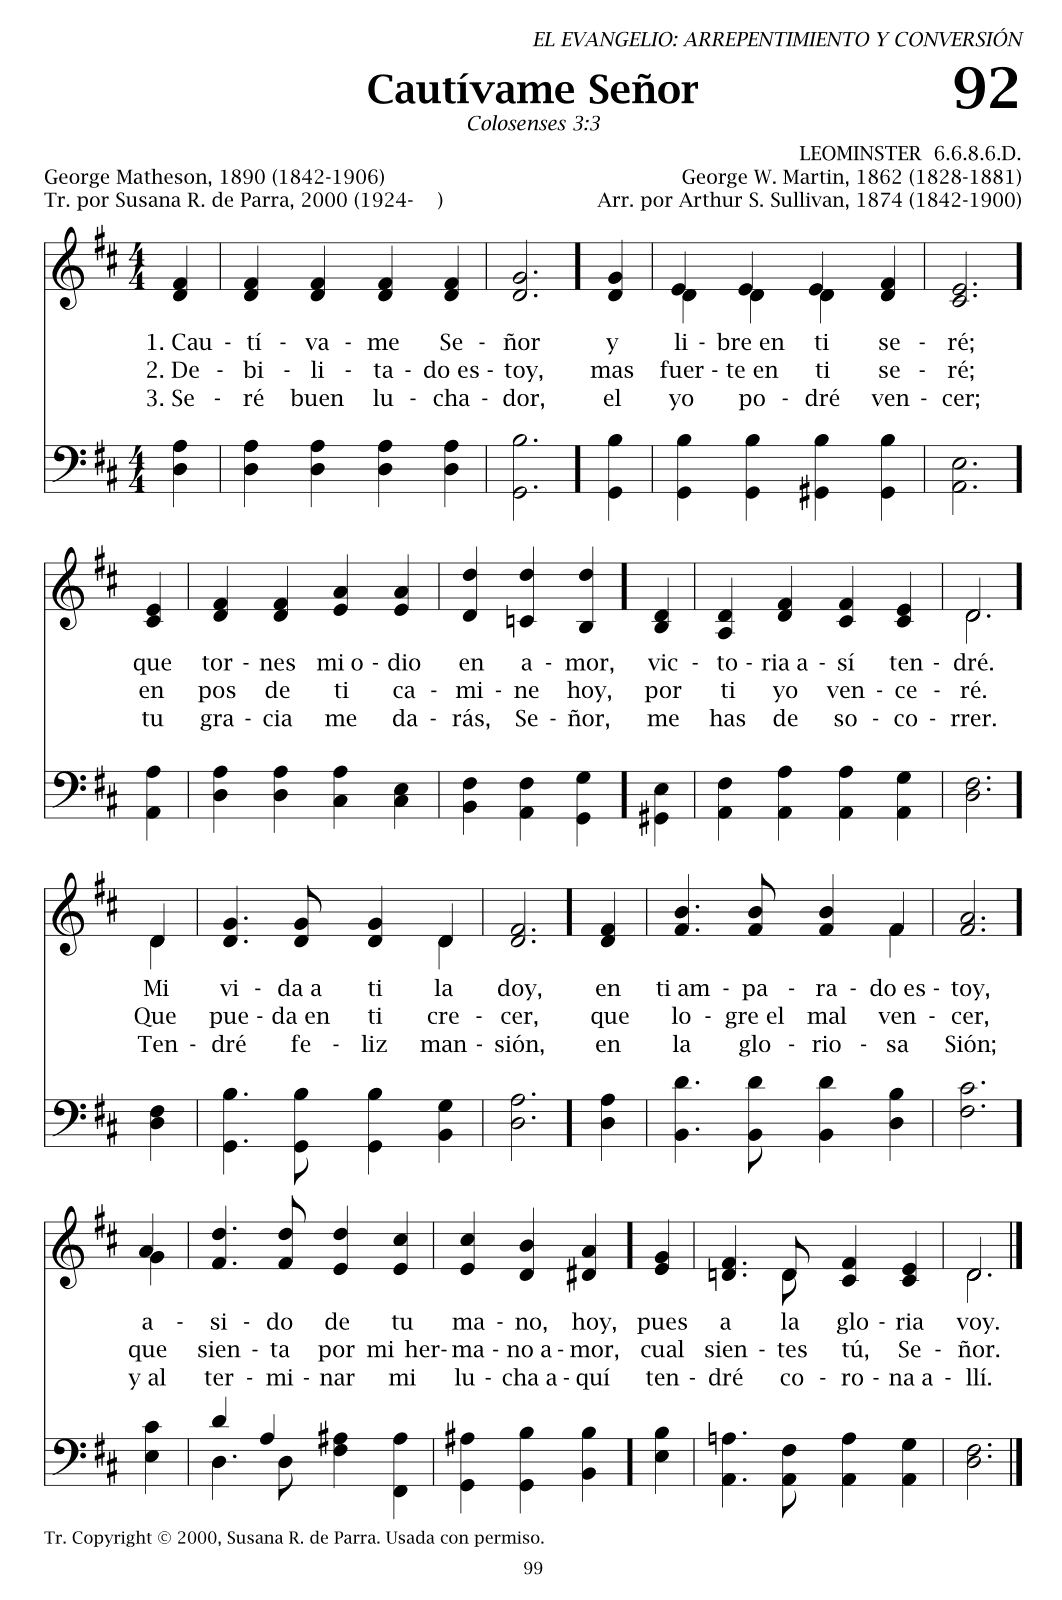 EL EVANGELIO: ARREPENTIMIENTO Y CONVERSIÓN
Cautívame Señor
92
Colosenses 3:3
LEOMINSTER 6.6.8.6.D.
George Matheson, 1890 (1842-1906)
George W. Martin, 1862 (1828-1881)
Tr. por Susana R. de Parra, 2000 (1924- )
Arr. por Arthur S. Sullivan, 1874 (1842-1900)
1. Cau - tí - va - me Se - ñor y li - bre en ti se - ré;
2. De - bi - li - ta - do es - toy, mas fuer - te en ti se - ré;
3. Se - ré buen lu - cha - dor, el yo po - dré ven - cer;
que tor - nes mi o - dio en a - mor, vic - to - ria a - sí ten - dré.
en pos de ti ca - mi - ne hoy, por ti yo ven - ce - ré.
tu gra - cia me da - rás, Se - ñor, me has de so - co - rrer.
Mi vi - da a ti la doy, en ti am - pa - ra - do es - toy,
Que pue - da en ti cre - cer, que lo - gre el mal ven - cer,
Ten - dré fe - liz man - sión, en la glo - rio - sa Sión;
a - si - do de tu ma - no, hoy, pues a la glo - ria voy.
que sien - ta por mi her - ma - no a - mor, cual sien - tes tú, Se - ñor.
y al ter - mi - nar mi lu - cha a - quí ten - dré co - ro - na a - llí.
Tr. Copyright © 2000, Susana R. de Parra. Usada con permiso.
99